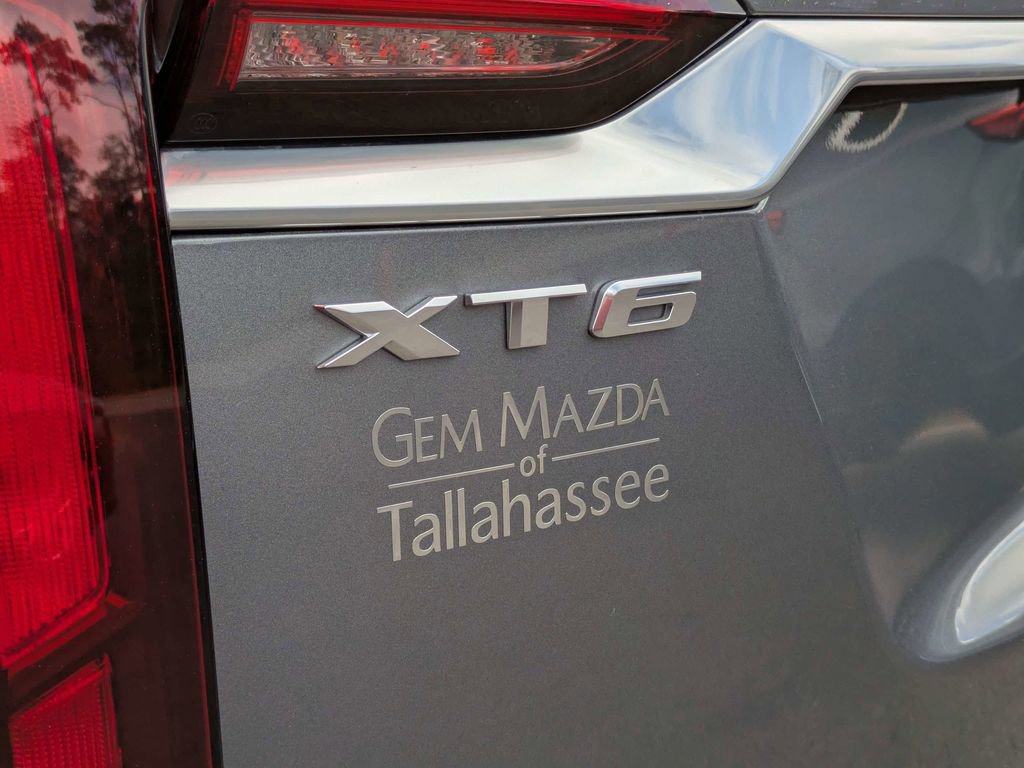 XT6
GEM MAZDA
of
Tallahassee